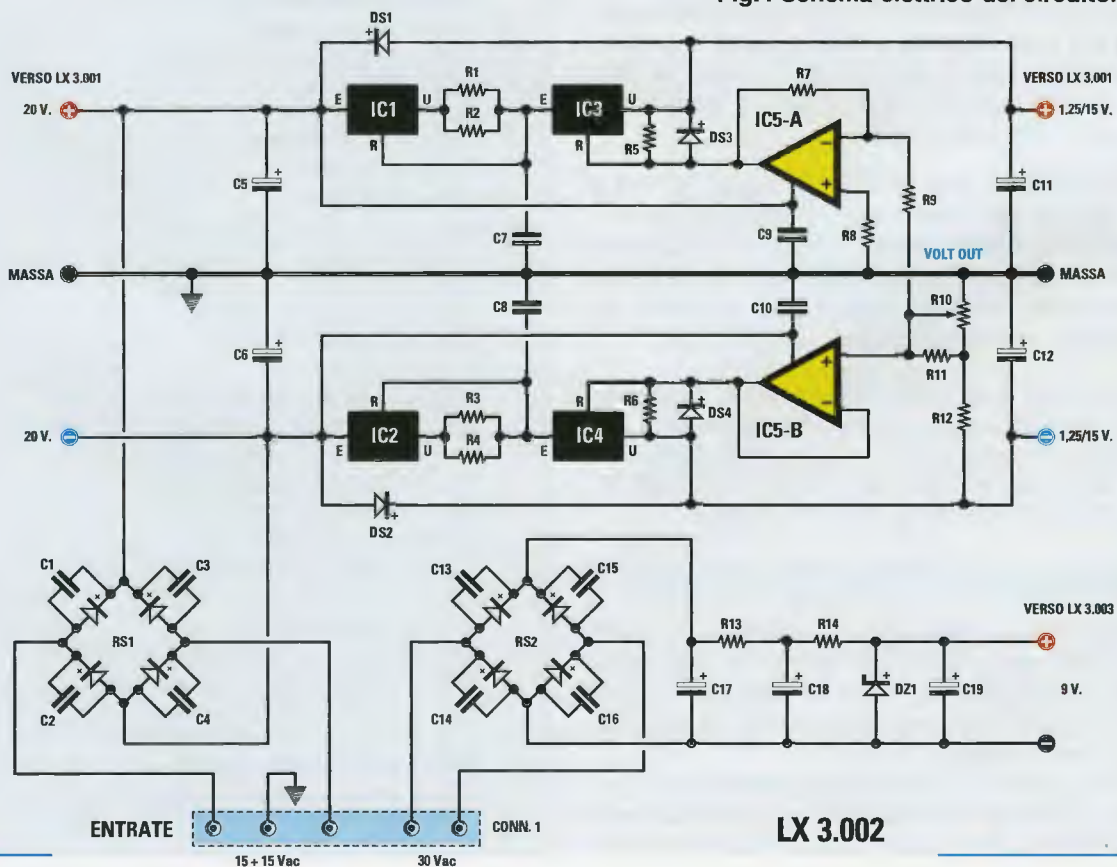 Fig.1 Schema elettrico del circuito.
DS1
VERSO LX 3.001
20 V.
E
IC1
U
R
R1
R2
E
IC3
U
R
R5
DS3
R7
IC5-A
R8
R9
VERSO LX 3.001
1,25/15 V.
C5
C7
C9
C11
MASSA
VOLT OUT
MASSA
C6
C8
C10
R10
C12
R11
R12
20 V.
R
IC2
E
U
R3
R4
R
IC4
E
U
R6
DS4
IC5-B
1,25/15 V.
DS2
C1
C3
RS1
C2
C4
C13
C15
RS2
C14
C16
R13
R14
C17
C18
DZ1
C19
VERSO LX 3.003
9 V.
ENTRATE
CONN. 1
15 + 15 Vac
30 Vac
LX 3.002